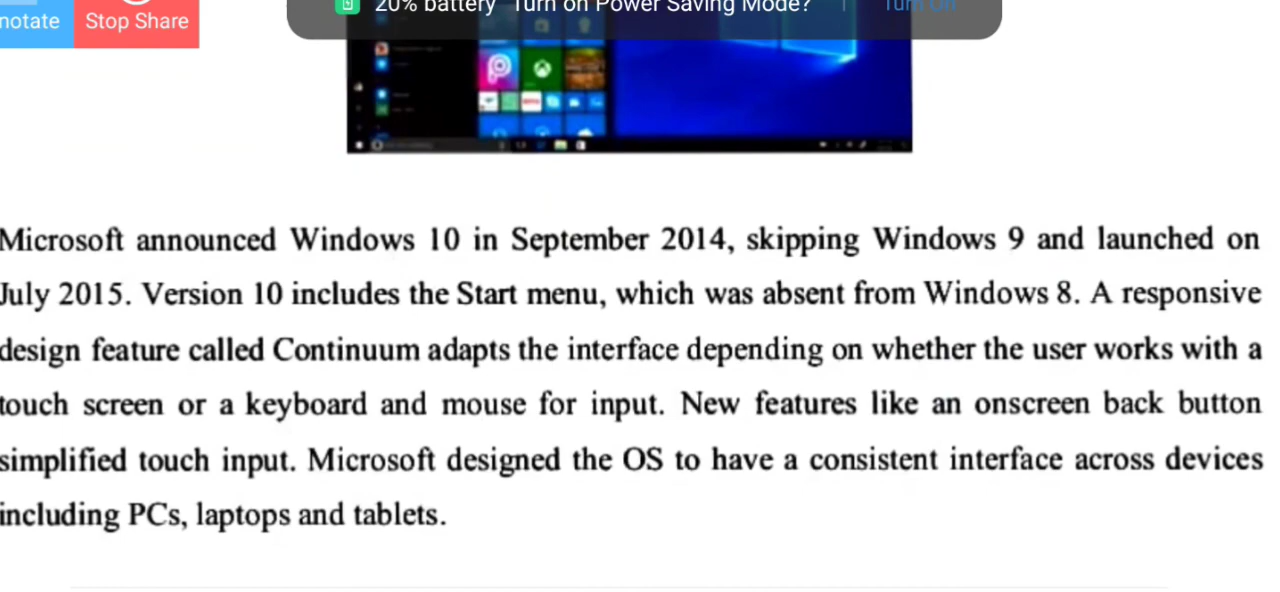 notate
Stop Share
20% battery Turn on Power Saving Mode?
Turn On
Microsoft announced Windows 10 in September 2014, skipping Windows 9 and launched on
July 2015. Version 10 includes the Start menu, which was absent from Windows 8. A responsive
design feature called Continuum adapts the interface depending on whether the user works with a
touch screen or a keyboard and mouse for input. New features like an onscreen back button
simplified touch input. Microsoft designed the OS to have a consistent interface across devices
including PCs, laptops and tablets.